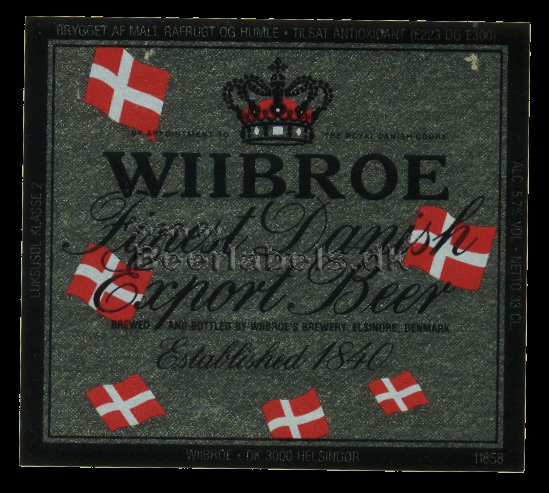 BRYGGET AF MALT, RÅFRUGT OG HUMLE • TILSAT ANTIOXIDANT (E223 OG E300)
BY APPOINTMENT TO THE ROYAL DANISH COURT
WIIBROE
Finest Danish
Beerlabels.dk
Export Beer
BREWED AND BOTTLED BY WIIBROE'S BREWERY, ELSINORE, DENMARK
Established 1840
LUKSUSØL KLASSE 2
ALC. 5,7% VOL. • NETTO 33 CL
WIIBROE • DK 3000 HELSINGØR
11858